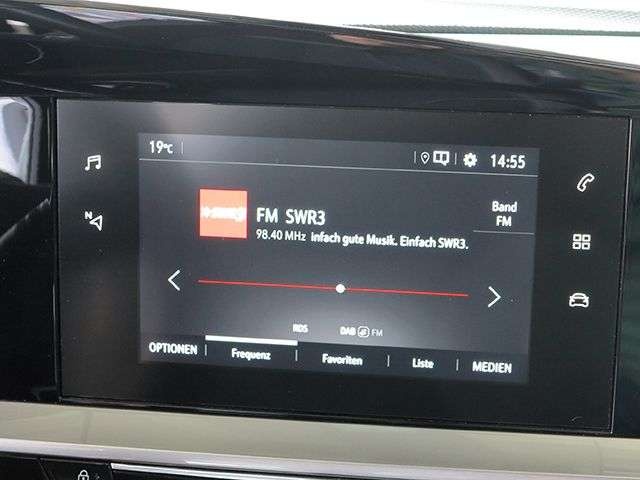 19°C
14:55
N
SWR3
FM SWR3
98.40 MHz infach gute Musik. Einfach SWR3.
Band
FM
RDS DAB FM
OPTIONEN Frequenz Favoriten Liste MEDIEN